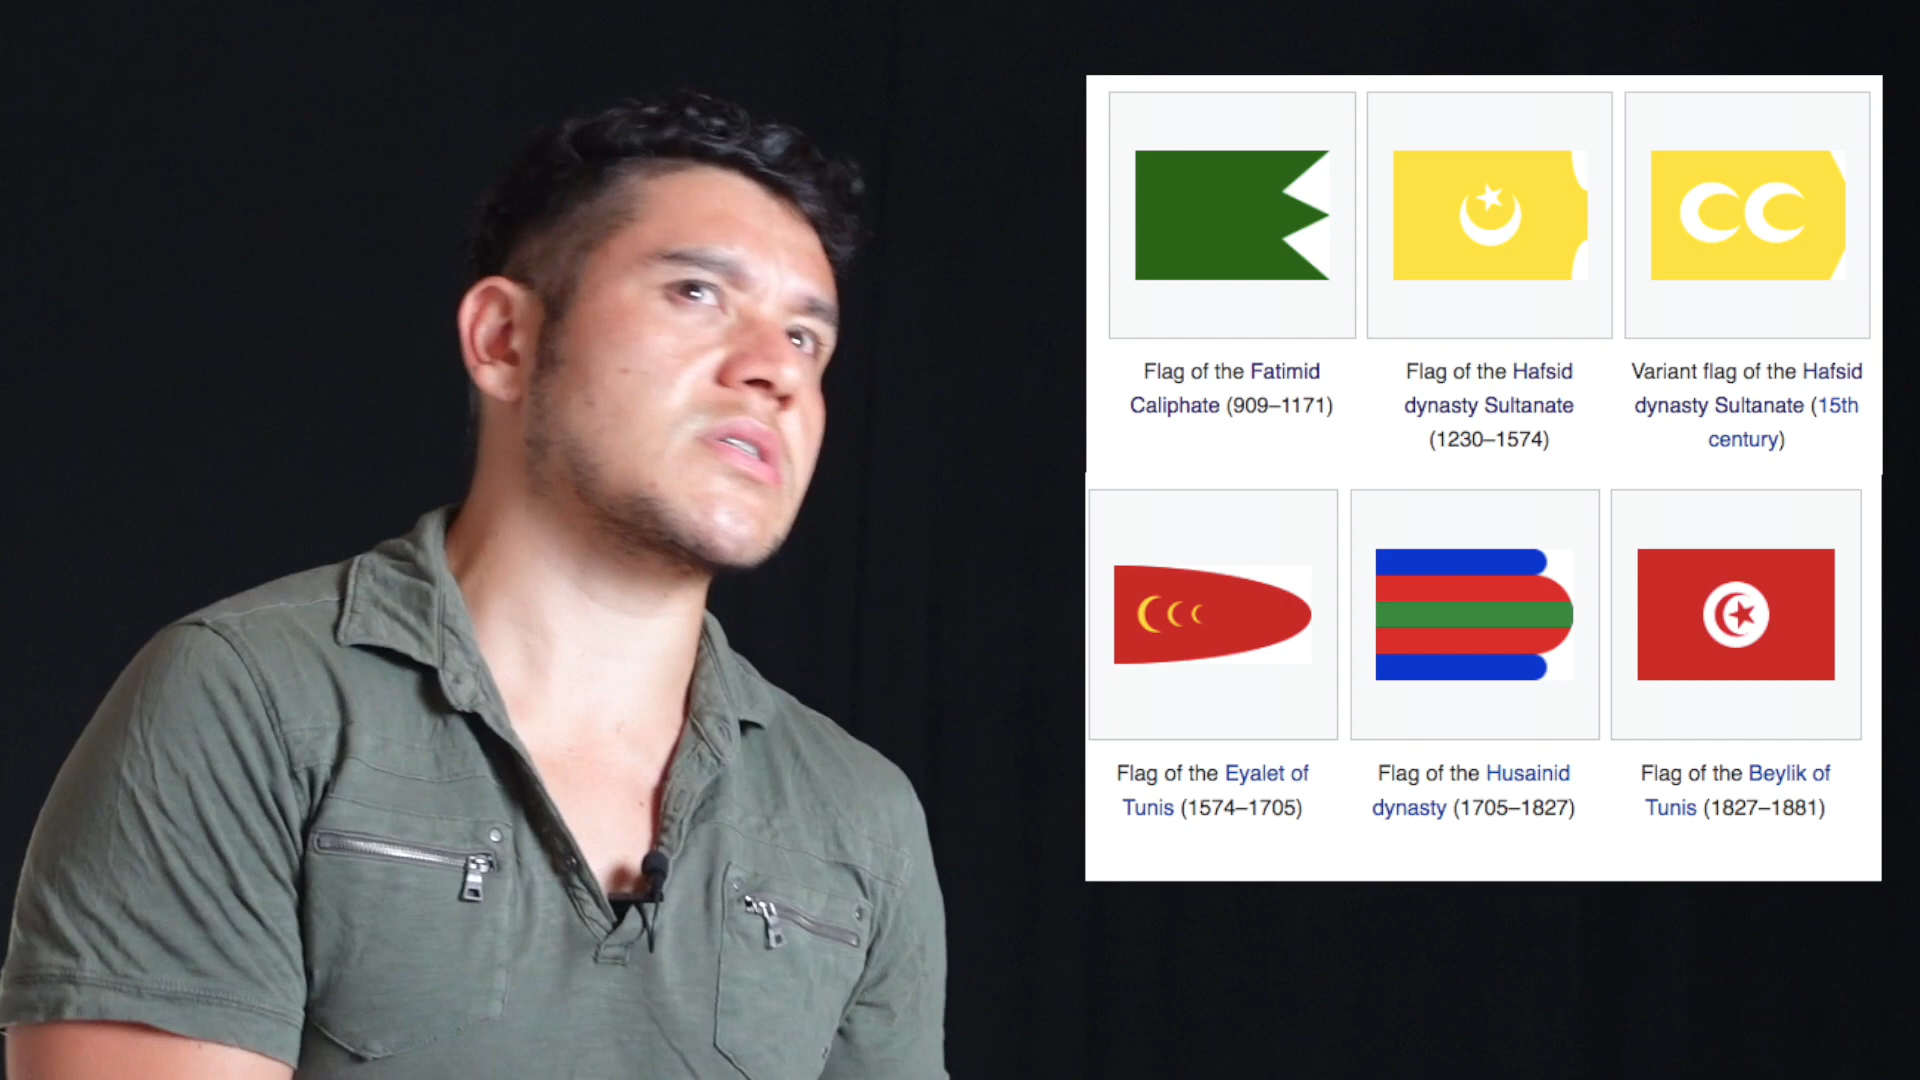 Flag of the Fatimid
Caliphate (909–1171)
Flag of the Hafsid
dynasty Sultanate
(1230–1574)
Variant flag of the Hafsid
dynasty Sultanate (15th
century)
Flag of the Eyalet of
Tunis (1574–1705)
Flag of the Husainid
dynasty (1705–1827)
Flag of the Beylik of
Tunis (1827–1881)